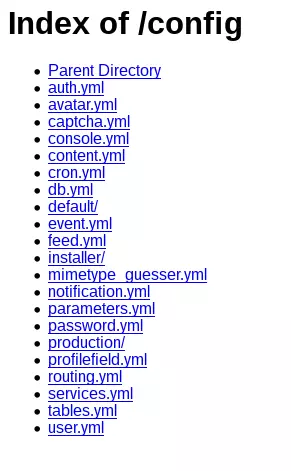 Index of /config
Parent Directory
auth.yml
avatar.yml
captcha.yml
console.yml
content.yml
cron.yml
db.yml
default/
event.yml
feed.yml
installer/
mimetype_guesser.yml
notification.yml
parameters.yml
password.yml
production/
profilefield.yml
routing.yml
services.yml
tables.yml
user.yml